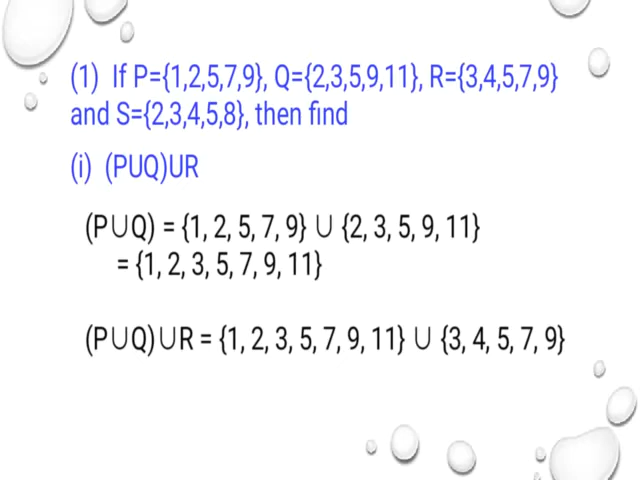 (1) If P={1,2,5,7,9}, Q={2,3,5,9,11}, R={3,4,5,7,9}
and S={2,3,4,5,8}, then find
(i) (PUQ)UR
(P∪Q) = {1, 2, 5, 7, 9} ∪ {2, 3, 5, 9, 11}
= {1, 2, 3, 5, 7, 9, 11}
(P∪Q)∪R = {1, 2, 3, 5, 7, 9, 11} ∪ {3, 4, 5, 7, 9}